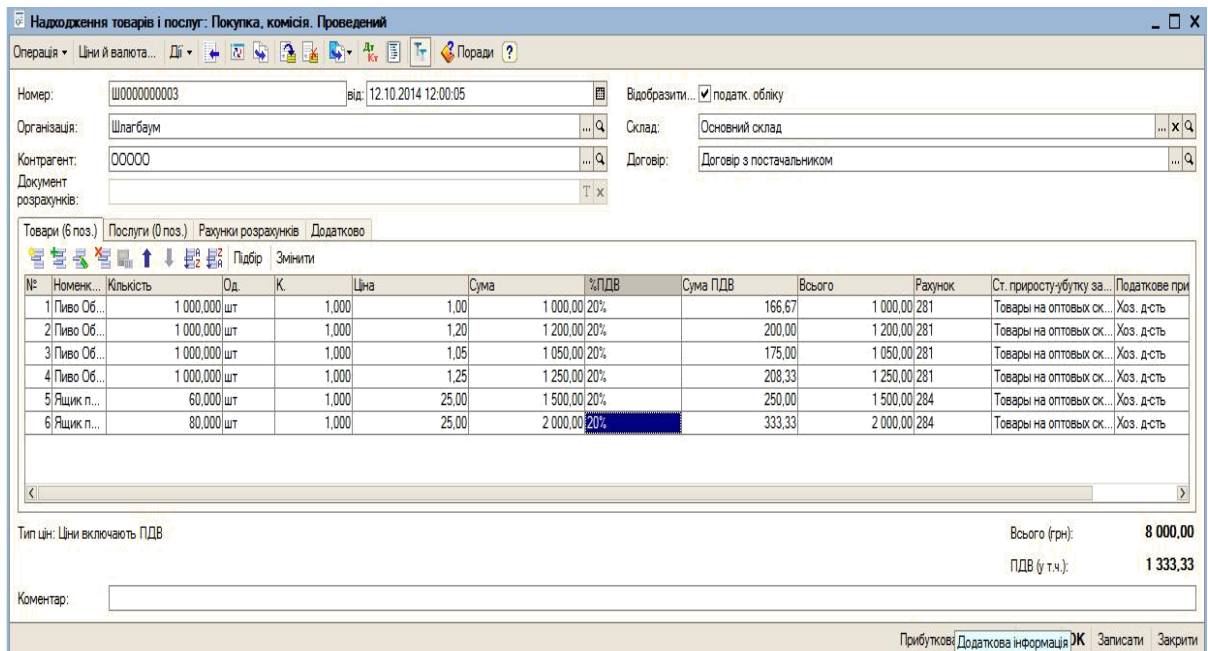 Надходження товарів і послуг: Покупка, комісія. Проведений
Операція Ціни й валюта... Дії Дт Кт Поради ?
Номер: Ш0000000003 від: 12.10.2014 12:00:05 Відобразити... податк. обліку
Організація: Шлагбаум ... Склад: Основний склад ... x
Контрагент: ООООО ... Договір: Договір з постачальником ...
Документ
розрахунків: T x
Товари (6 поз.) Послуги (0 поз.) Рахунки розрахунків Додатково
Підбір Змінити
№ Номенк... Кількість Од. К. Ціна Сума %ПДВ Сума ПДВ Всього Рахунок Ст. приросту-убутку за... Податкове при
1 Пиво Об... 1 000,000 шт 1,000 1,00 1 000,00 20% 166,67 1 000,00 281 Товары на оптовых ск... Хоз. д-сть
2 Пиво Об... 1 000,000 шт 1,000 1,20 1 200,00 20% 200,00 1 200,00 281 Товары на оптовых ск... Хоз. д-сть
3 Пиво Об... 1 000,000 шт 1,000 1,05 1 050,00 20% 175,00 1 050,00 281 Товары на оптовых ск... Хоз. д-сть
4 Пиво Об... 1 000,000 шт 1,000 1,25 1 250,00 20% 208,33 1 250,00 281 Товары на оптовых ск... Хоз. д-сть
5 Ящик п... 60,000 шт 1,000 25,00 1 500,00 20% 250,00 1 500,00 284 Товары на оптовых ск... Хоз. д-сть
6 Ящик п... 80,000 шт 1,000 25,00 2 000,00 20% 333,33 2 000,00 284 Товары на оптовых ск... Хоз. д-сть
Тип цін: Ціни включають ПДВ Всього (грн): 8 000,00
ПДВ (у т.ч.): 1 333,33
Коментар:
Прибуткова Додаткова інформація OK Записати Закрити